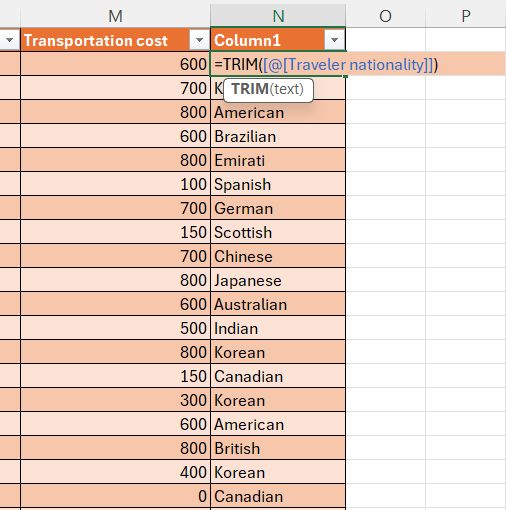 M N O P
Transportation cost Column1
600 =TRIM([@[Traveler nationality]])
700 K TRIM(text)
800 American
600 Brazilian
800 Emirati
100 Spanish
700 German
150 Scottish
700 Chinese
800 Japanese
600 Australian
500 Indian
800 Korean
150 Canadian
300 Korean
600 American
800 British
400 Korean
0 Canadian